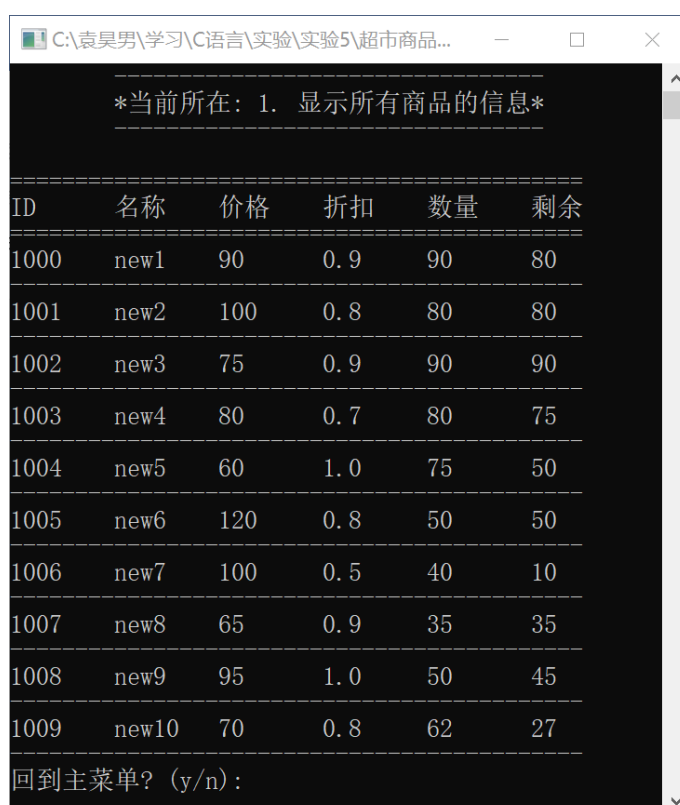 C:\袁昊男\学习\C语言\实验\实验5\超市商品...
*当前所在: 1. 显示所有商品的信息*
ID 名称 价格 折扣 数量 剩余
1000 new1 90 0.9 90 80
1001 new2 100 0.8 80 80
1002 new3 75 0.9 90 90
1003 new4 80 0.7 80 75
1004 new5 60 1.0 75 50
1005 new6 120 0.8 50 50
1006 new7 100 0.5 40 10
1007 new8 65 0.9 35 35
1008 new9 95 1.0 50 45
1009 new10 70 0.8 62 27
回到主菜单? (y/n):